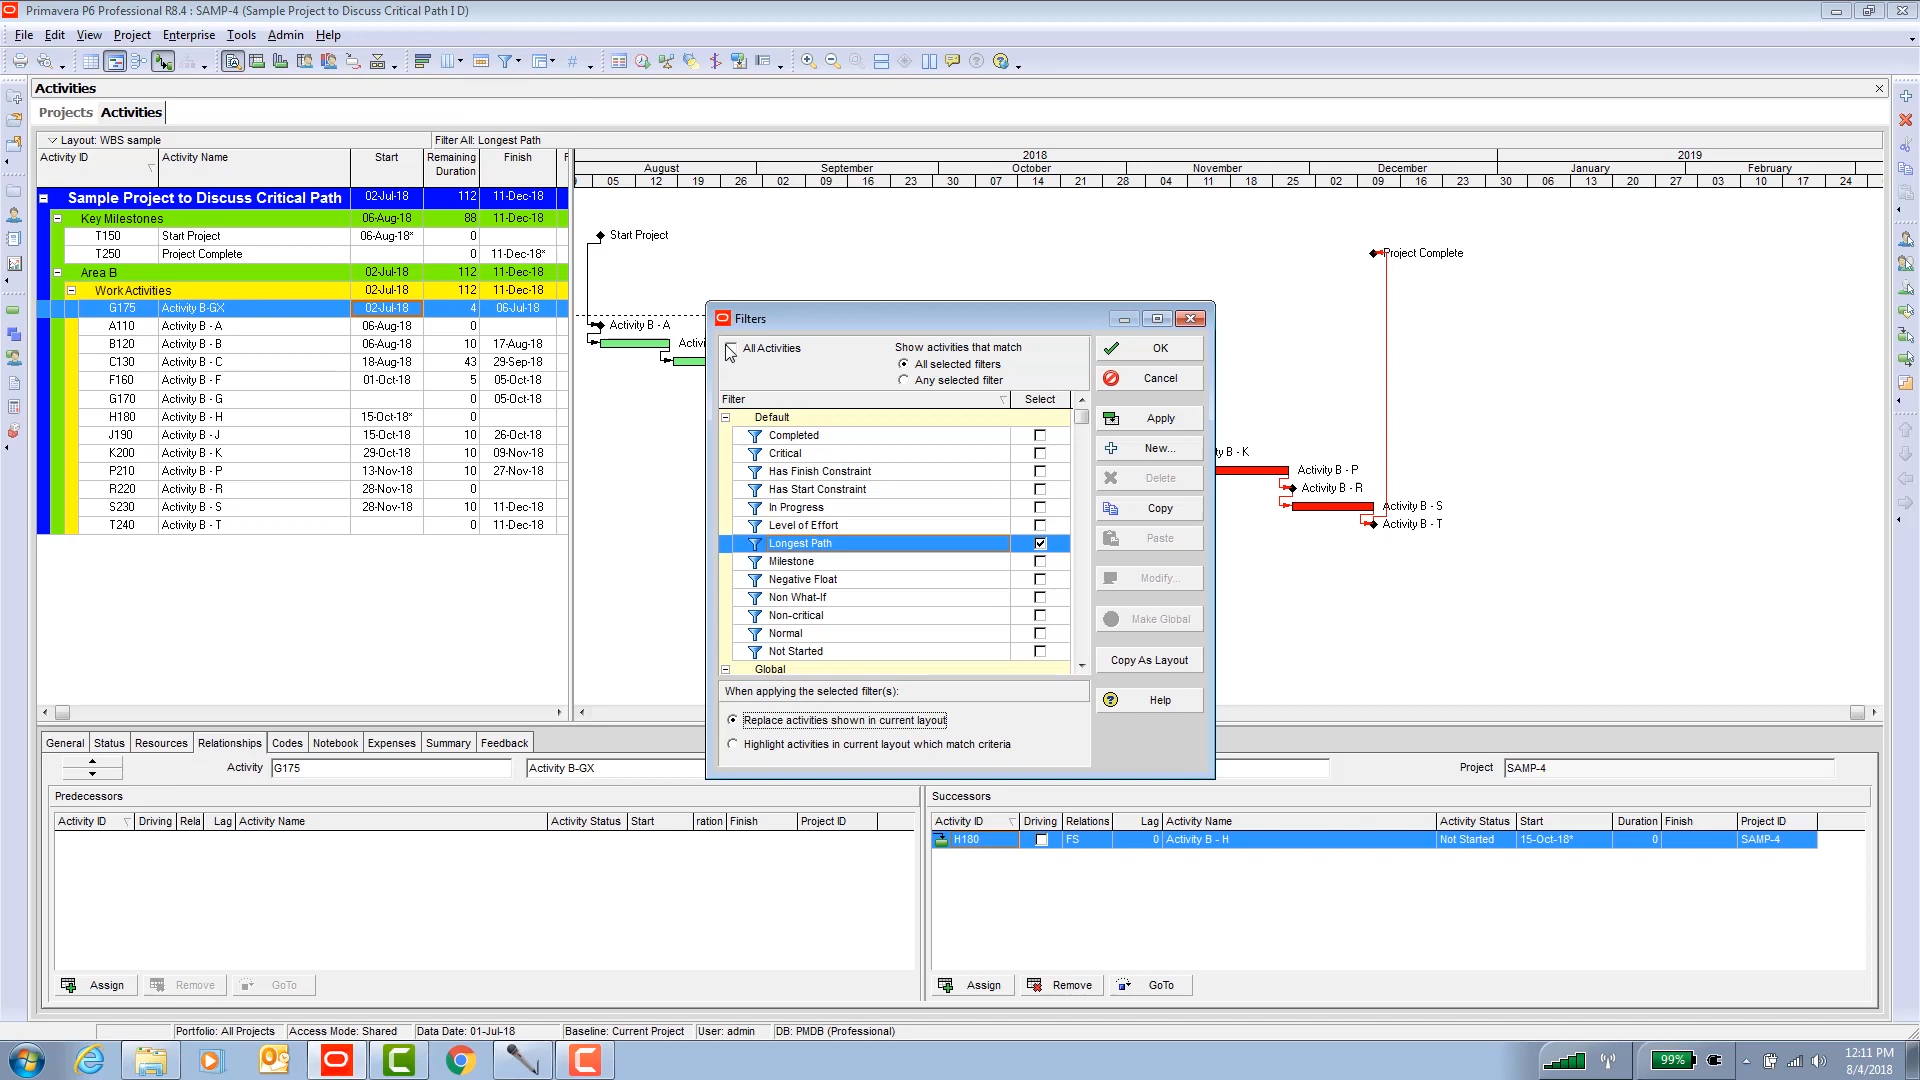 Primavera P6 Professional R8.4 : SAMP-4 (Sample Project to Discuss Critical Path I D)
File Edit View Project Enterprise Tools Admin Help
Activities
Projects Activities
Layout: WBS sample Filter All: Longest Path
Activity ID Activity Name Start Remaining Duration Finish F
2018 2019
August September October November December January February
05 12 19 26 02 09 16 23 30 07 14 21 28 04 11 18 25 02 09 16 23 30 06 13 20 27 03 10 17 24
Sample Project to Discuss Critical Path 02-Jul-18 112 11-Dec-18
Key Milestones 06-Aug-18 88 11-Dec-18
T150 Start Project 06-Aug-18* 0
T250 Project Complete 0 11-Dec-18*
Area B 02-Jul-18 112 11-Dec-18
Work Activities 02-Jul-18 112 11-Dec-18
G175 Activity B-GX 02-Jul-18 4 06-Jul-18
A110 Activity B - A 06-Aug-18 0
B120 Activity B - B 06-Aug-18 10 17-Aug-18
C130 Activity B - C 18-Aug-18 43 29-Sep-18
F160 Activity B - F 01-Oct-18 5 05-Oct-18
G170 Activity B - G 0 05-Oct-18
H180 Activity B - H 15-Oct-18* 0
J190 Activity B - J 15-Oct-18 10 26-Oct-18
K200 Activity B - K 29-Oct-18 10 09-Nov-18
P210 Activity B - P 13-Nov-18 10 27-Nov-18
R220 Activity B - R 28-Nov-18 0
S230 Activity B - S 28-Nov-18 10 11-Dec-18
T240 Activity B - T 0 11-Dec-18
Start Project
Project Complete
Activity B - A
Activi
ty B - K
Activity B - P
Activity B - R
Activity B - S
Activity B - T
Filters
All Activities
Show activities that match
All selected filters
Any selected filter
Filter Select
Default
Completed
Critical
Has Finish Constraint
Has Start Constraint
In Progress
Level of Effort
Longest Path
Milestone
Negative Float
Non What-If
Non-critical
Normal
Not Started
Global
When applying the selected filter(s):
Replace activities shown in current layout
Highlight activities in current layout which match criteria
OK
Cancel
Apply
New...
Delete
Copy
Paste
Modify...
Make Global
Copy As Layout
Help
General Status Resources Relationships Codes Notebook Expenses Summary Feedback
Activity G175 Activity B-GX Project SAMP-4
Predecessors
Activity ID Driving Rela Lag Activity Name Activity Status Start ration Finish Project ID
Assign Remove GoTo
Successors
Activity ID Driving Relations Lag Activity Name Activity Status Start Duration Finish Project ID
H180 FS 0 Activity B - H Not Started 15-Oct-18* 0 SAMP-4
Assign Remove GoTo
Portfolio: All Projects Access Mode: Shared Data Date: 01-Jul-18 Baseline: Current Project User: admin DB: PMDB (Professional)
99%
12:11 PM
8/4/2018